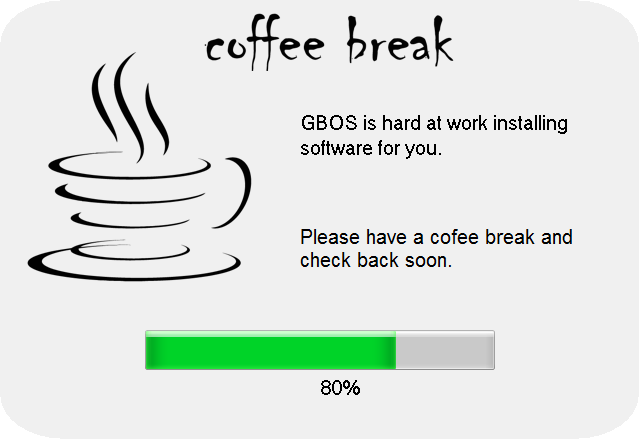 coffee break
GBOS is hard at work installing
software for you.
Please have a cofee break and
check back soon.
80%